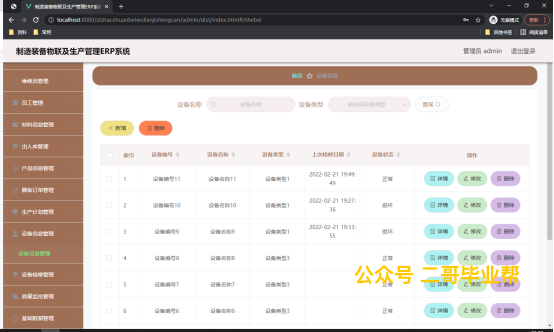 制造装备物联及生产管理ERP系统
无痕模式
更新
localhost:8080/zizhaozhuanbeiwulianjishengcan/admin/dist/index.html#/shebei
资料 常用 其他书签 阅读清单
制造装备物联及生产管理ERP系统 管理员 admin 退出登录
维修员管理
员工管理
材料信息管理
出入库管理
产品信息管理
顾客订单管理
生产计划管理
设备信息管理
设备信息管理
设备检修管理
质量监控管理
基础数据管理
首页 设备信息
设备名称 设备名称 设备类型 请选择设备类型 查询
新增 删除
索引 设备编号 设备名称 设备类型 上次检修日期 设备状态 操作
1 设备编号11 设备名称11 设备类型1 2022-02-21 19:49:49 正常 详情 修改 删除
2 设备编号10 设备名称10 设备类型1 2022-02-21 19:27:36 损坏 详情 修改 删除
3 设备编号9 设备名称9 设备类型1 2022-02-21 19:33:55 损坏 详情 修改 删除
4 设备编号8 设备名称8 设备类型3 正常 详情 修改 删除
5 设备编号7 设备名称7 设备类型3 正常 详情 修改 删除
6 设备编号6 设备名称6 设备类型3 正常 详情 修改 删除
公众号 二哥毕业帮